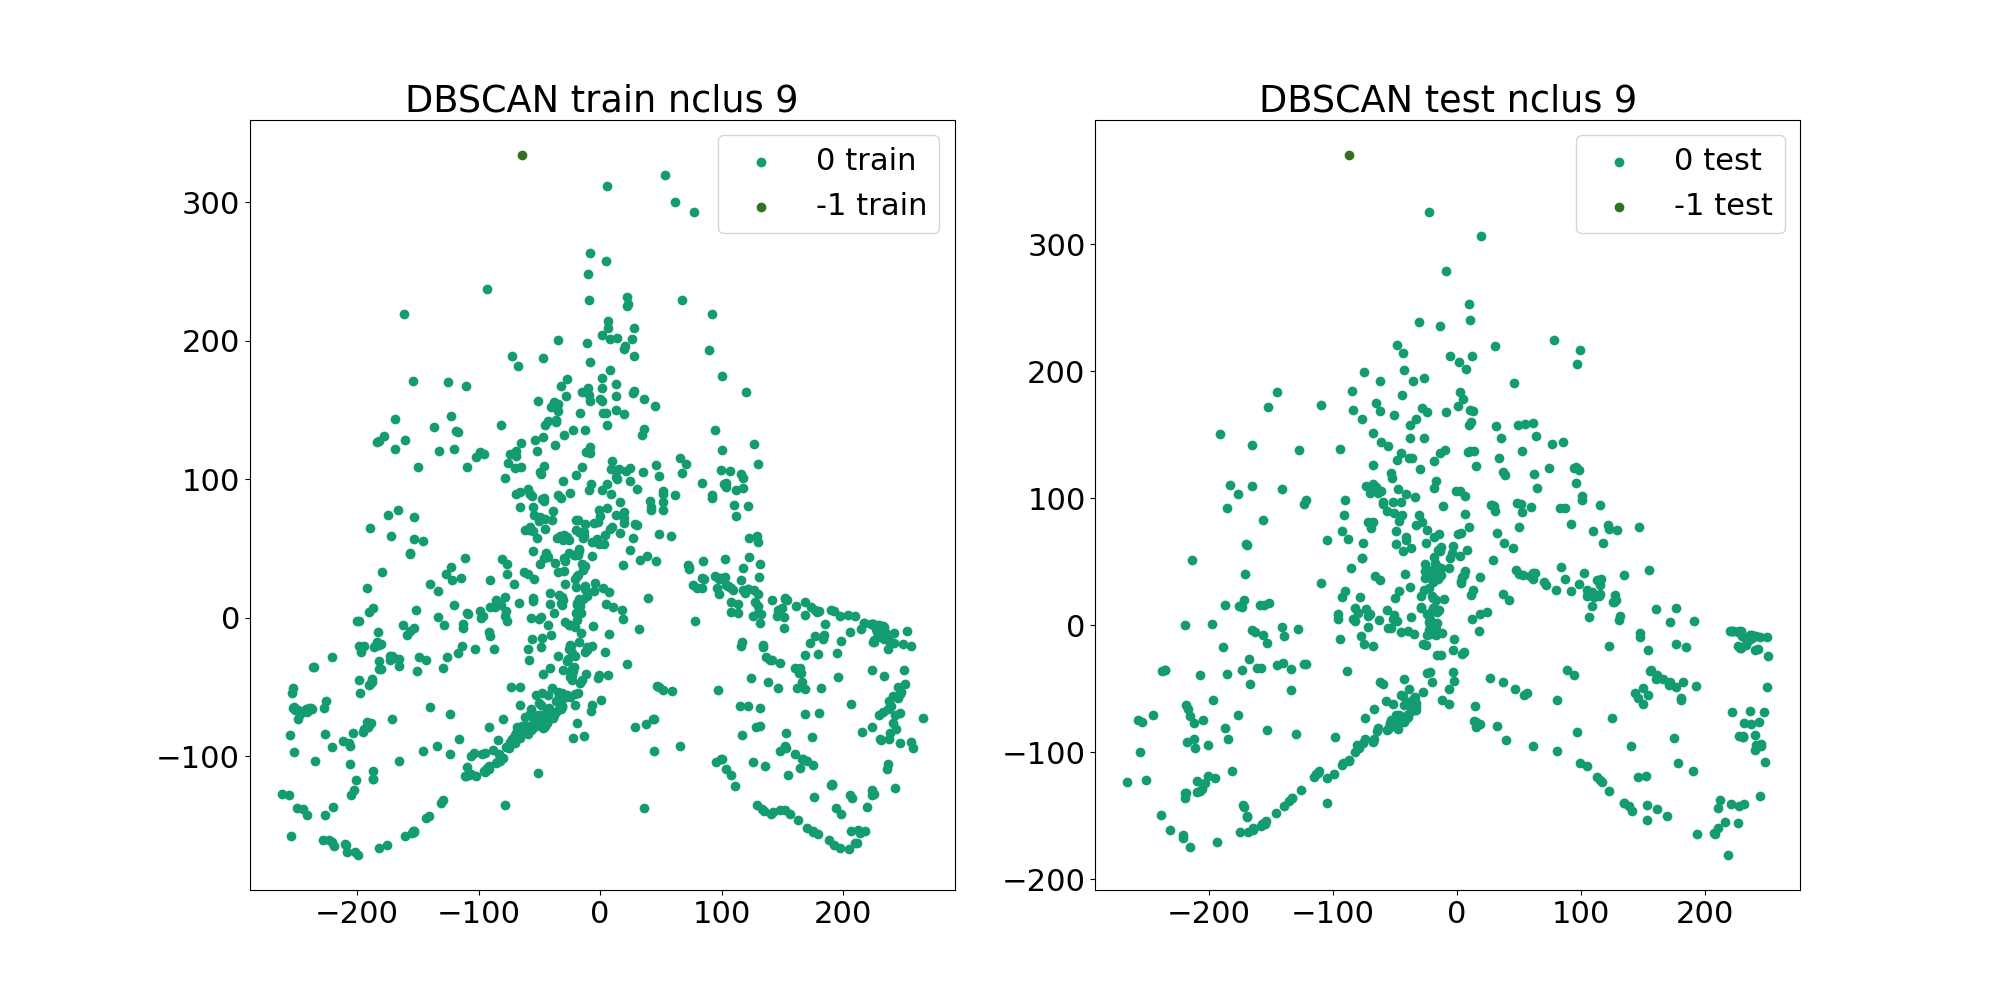 DBSCAN train nclus 9
0 train
-1 train
300
200
100
0
−100
−200 −100 0 100 200
DBSCAN test nclus 9
0 test
-1 test
300
200
100
0
−100
−200
−200 −100 0 100 200